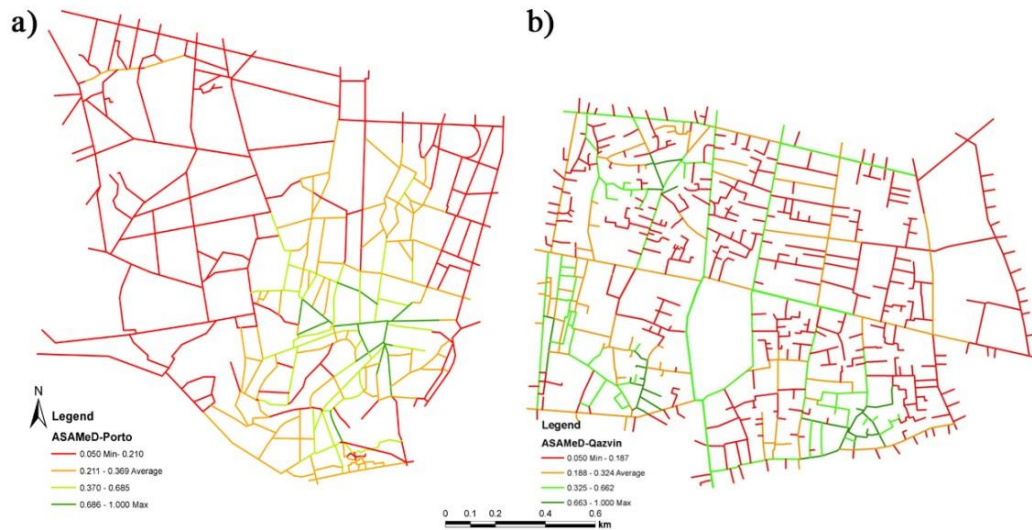 a)
b)
N
Legend
ASAMeD-Porto
0.050 Min - 0.210
0.211 - 0.369 Average
0.370 - 0.685
0.686 - 1.000 Max
Legend
ASAMeD-Qazvin
0.050 Min - 0.187
0.188 - 0.324 Average
0.325 - 0.662
0.663 - 1.000 Max
0 0.1 0.2 0.4 0.6
km